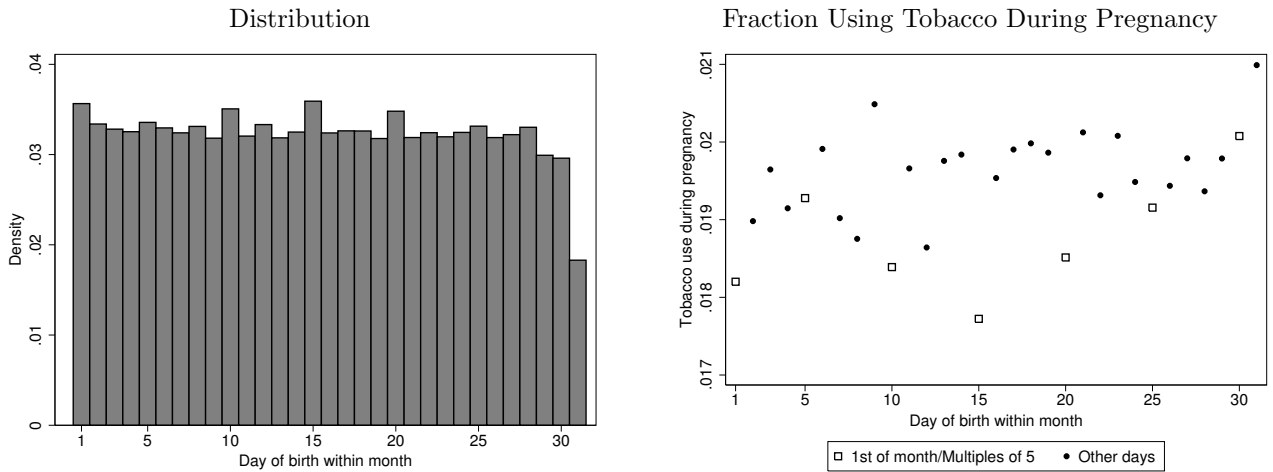 Distribution
Density
.04
.03
.02
.01
0
1 5 10 15 20 25 30
Day of birth within month
Fraction Using Tobacco During Pregnancy
Tobacco use during pregnancy
.021
.02
.019
.018
.017
1 5 10 15 20 25 30
Day of birth within month
1st of month/Multiples of 5 Other days